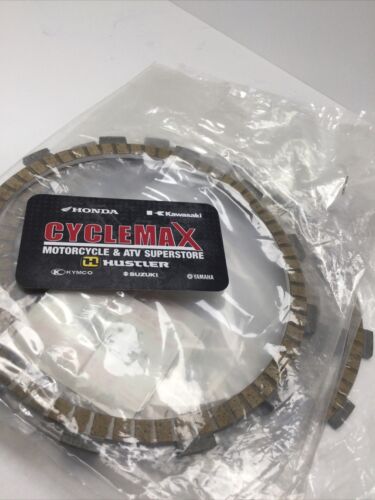 HONDA Kawasaki
CYCLEMAX
MOTORCYCLE & ATV SUPERSTORE
H HUSTLER
KYMCO SUZUKI YAMAHA